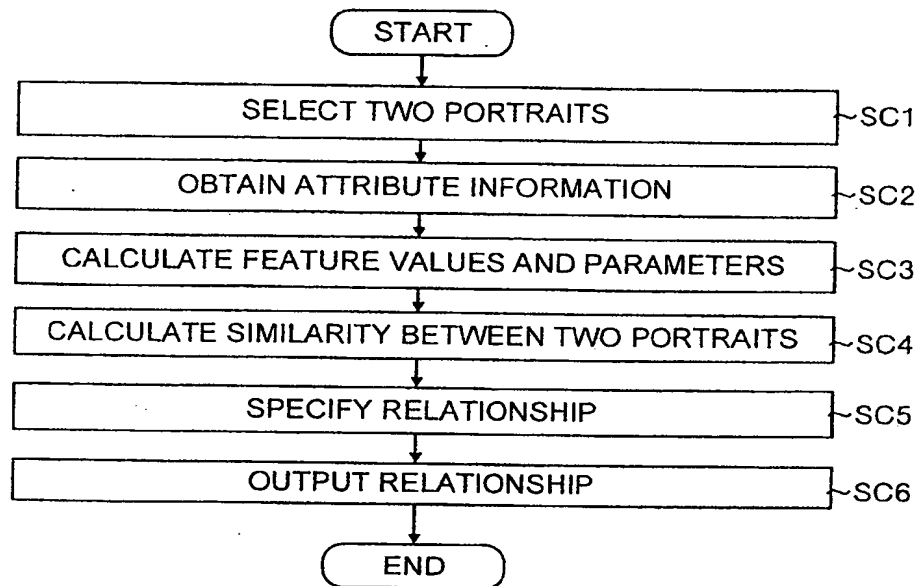 START
SELECT TWO PORTRAITS SC1
OBTAIN ATTRIBUTE INFORMATION SC2
CALCULATE FEATURE VALUES AND PARAMETERS SC3
CALCULATE SIMILARITY BETWEEN TWO PORTRAITS SC4
SPECIFY RELATIONSHIP SC5
OUTPUT RELATIONSHIP SC6
END